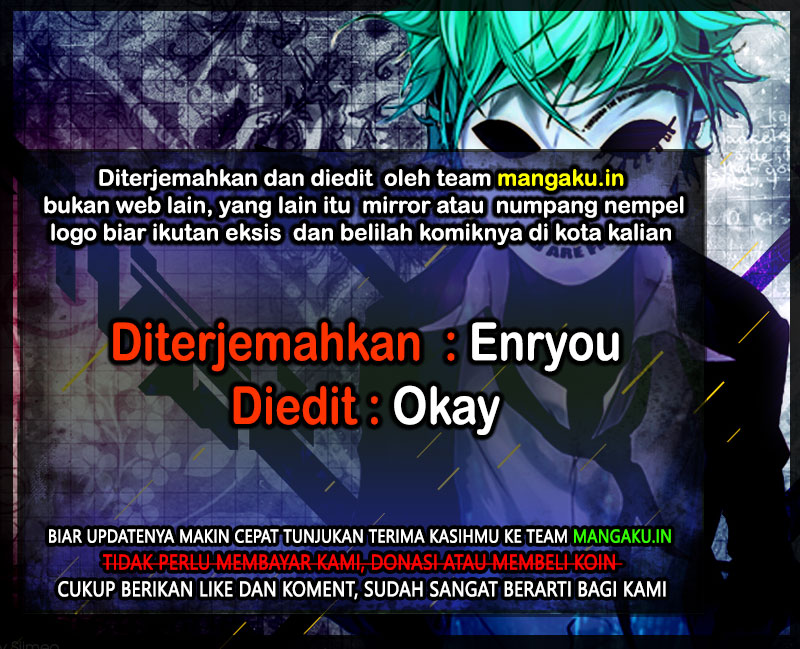 Diterjemahkan dan diedit oleh team mangaku.in
bukan web lain, yang lain itu mirror atau numpang nempel
logo biar ikutan eksis dan belilah komiknya di kota kalian
Diterjemahkan : Enryou
Diedit : Okay
BIAR UPDATENYA MAKIN CEPAT TUNJUKAN TERIMA KASIHMU KE TEAM MANGAKU.IN
TIDAK PERLU MEMBAYAR KAMI, DONASI ATAU MEMBELI KOIN
CUKUP BERIKAN LIKE DAN KOMENT, SUDAH SANGAT BERARTI BAGI KAMI